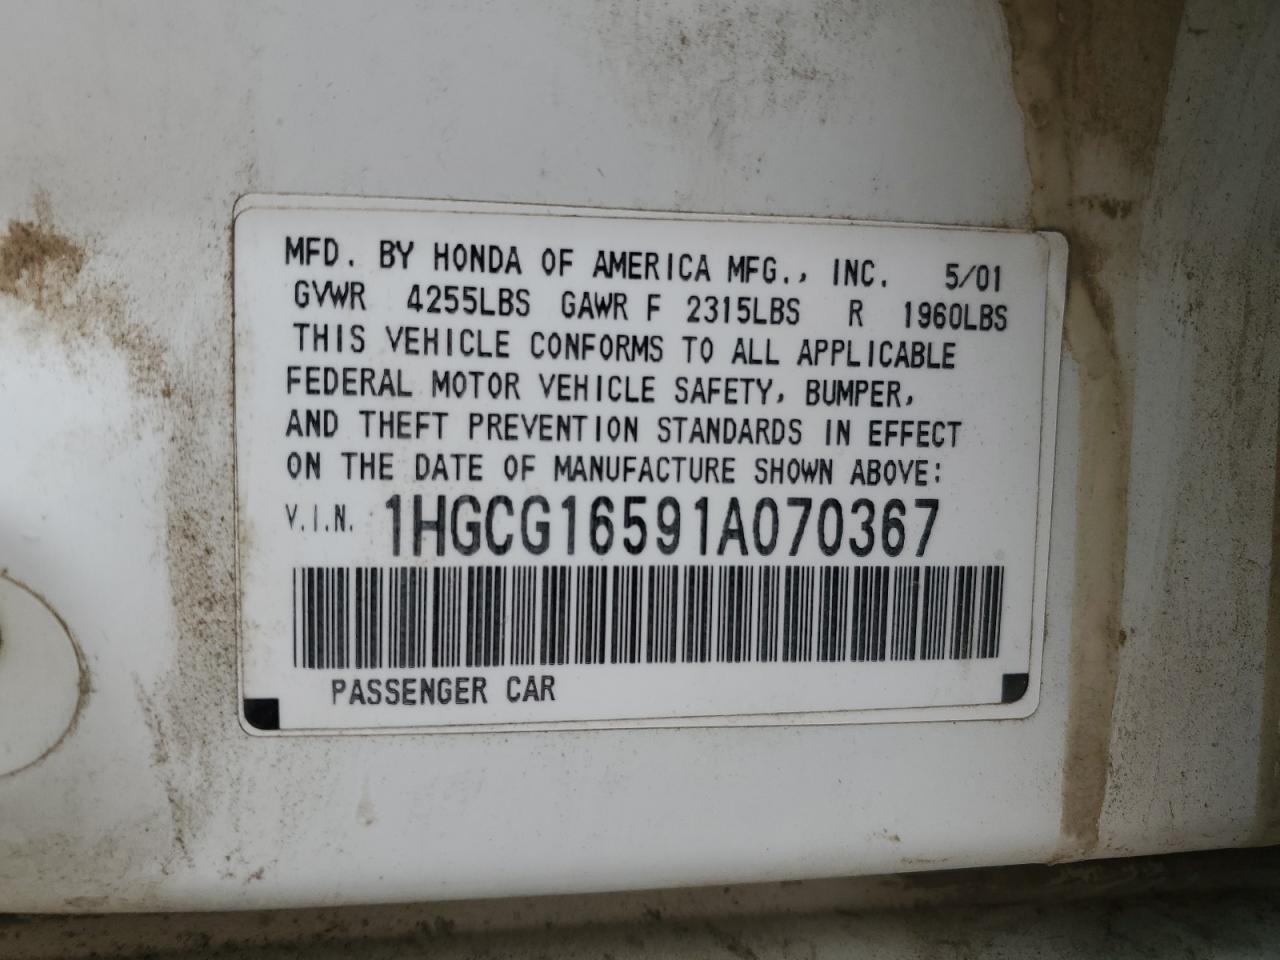 MFD. BY HONDA OF AMERICA MFG., INC. 5/01
GVWR 4255LBS GAWR F 2315LBS R 1960LBS
THIS VEHICLE CONFORMS TO ALL APPLICABLE
FEDERAL MOTOR VEHICLE SAFETY, BUMPER,
AND THEFT PREVENTION STANDARDS IN EFFECT
ON THE DATE OF MANUFACTURE SHOWN ABOVE:
V.I.N. 1HGCG16591A070367
PASSENGER CAR